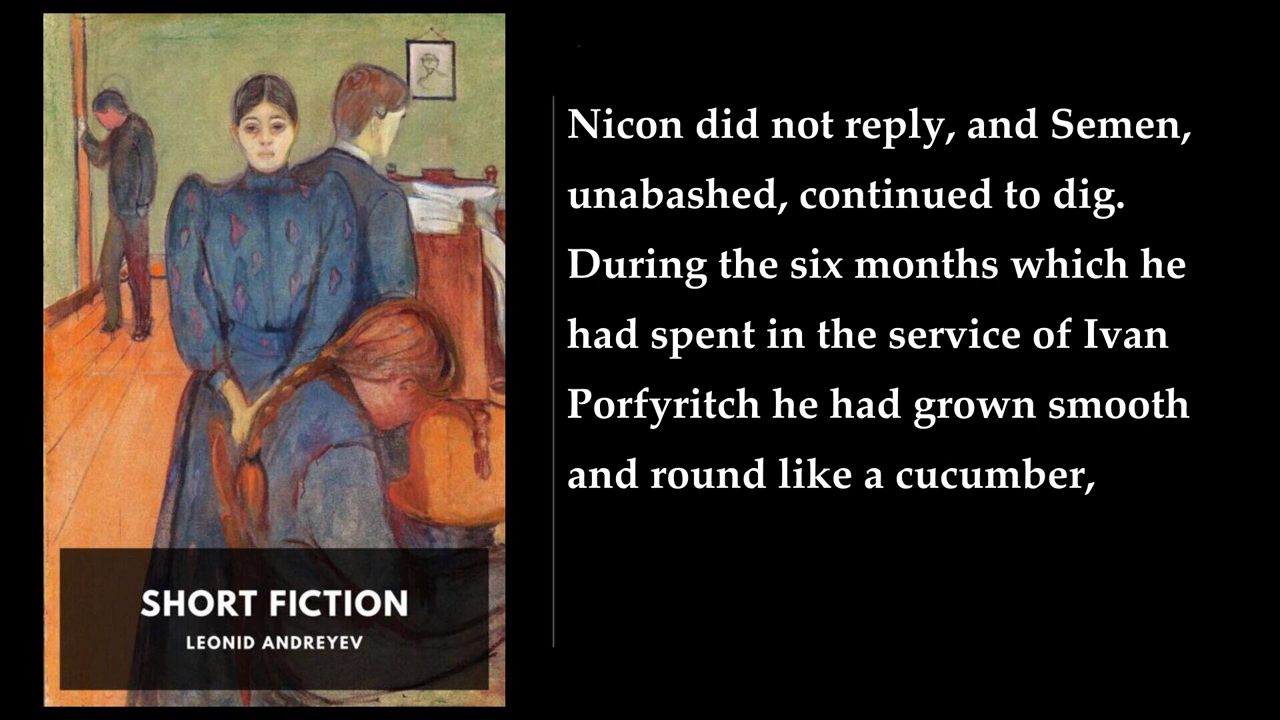 Nicon did not reply, and Semen,
unabashed, continued to dig.
During the six months which he
had spent in the service of Ivan
Porfyritch he had grown smooth
and round like a cucumber,
SHORT FICTION
LEONID ANDREYEV